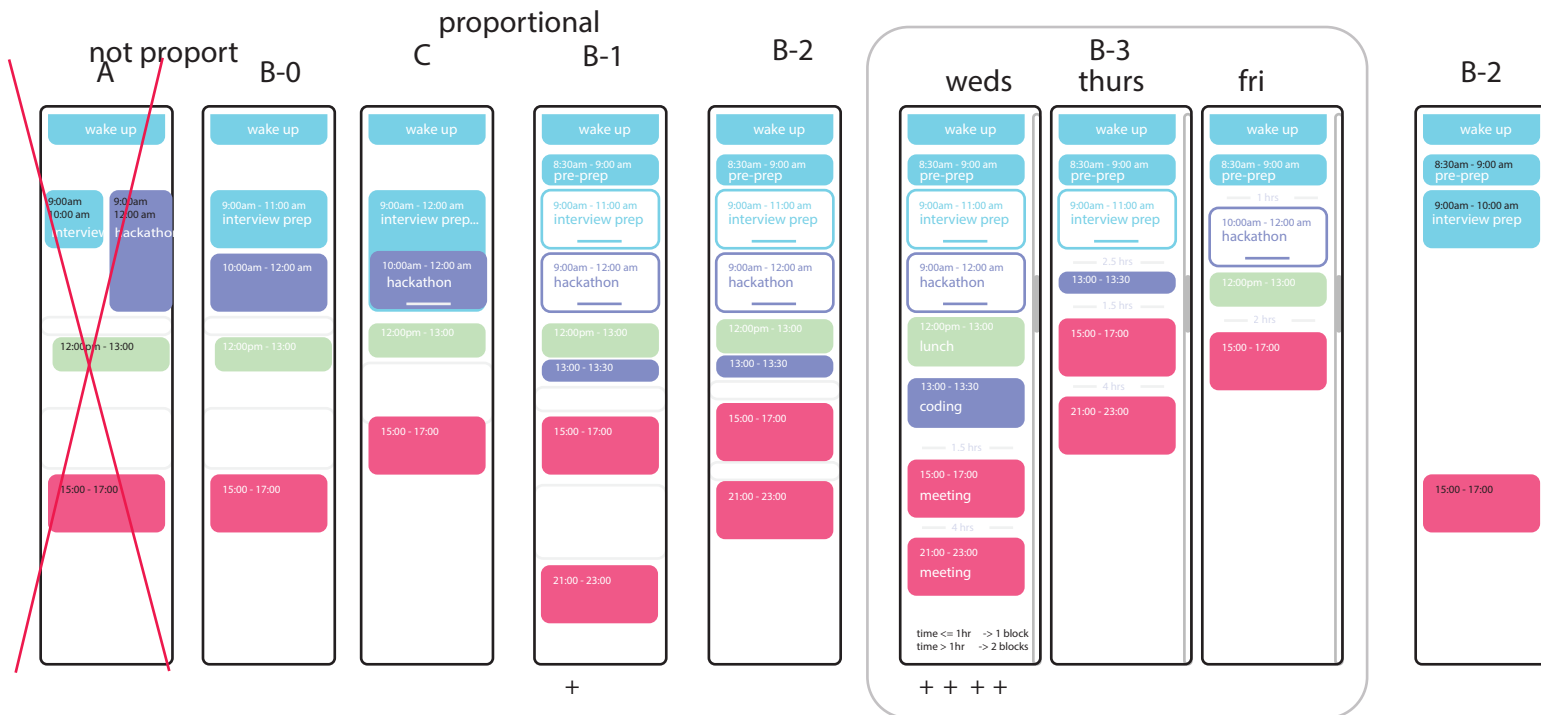 not proport
proportional
A
B-0
C
B-1
B-2
B-3
weds
thurs
fri
B-2
wake up
9:00am
10:00 am
interview
9:00am
12:00 am
hackathon
12:00pm - 13:00
15:00 - 17:00
wake up
9:00am - 11:00 am
interview prep
10:00am - 12:00 am
12:00pm - 13:00
15:00 - 17:00
wake up
9:00am - 12:00 am
interview prep...
10:00am - 12:00 am
hackathon
12:00pm - 13:00
15:00 - 17:00
wake up
8:30am - 9:00 am
pre-prep
9:00am - 11:00 am
interview prep
9:00am - 12:00 am
hackathon
12:00pm - 13:00
13:00 - 13:30
15:00 - 17:00
21:00 - 23:00
+
wake up
8:30am - 9:00 am
pre-prep
9:00am - 11:00 am
interview prep
9:00am - 12:00 am
hackathon
12:00pm - 13:00
13:00 - 13:30
15:00 - 17:00
21:00 - 23:00
wake up
8:30am - 9:00 am
pre-prep
9:00am - 11:00 am
interview prep
9:00am - 12:00 am
hackathon
12:00pm - 13:00
lunch
13:00 - 13:30
coding
1.5 hrs
15:00 - 17:00
meeting
4 hrs
21:00 - 23:00
meeting
time <= 1hr -> 1 block
time > 1hr -> 2 blocks
+ + + +
wake up
8:30am - 9:00 am
pre-prep
9:00am - 11:00 am
interview prep
2.5 hrs
13:00 - 13:30
1.5 hrs
15:00 - 17:00
4 hrs
21:00 - 23:00
wake up
8:30am - 9:00 am
pre-prep
1 hrs
10:00am - 12:00 am
hackathon
12:00pm - 13:00
2 hrs
15:00 - 17:00
wake up
8:30am - 9:00 am
pre-prep
9:00am - 10:00 am
interview prep
15:00 - 17:00